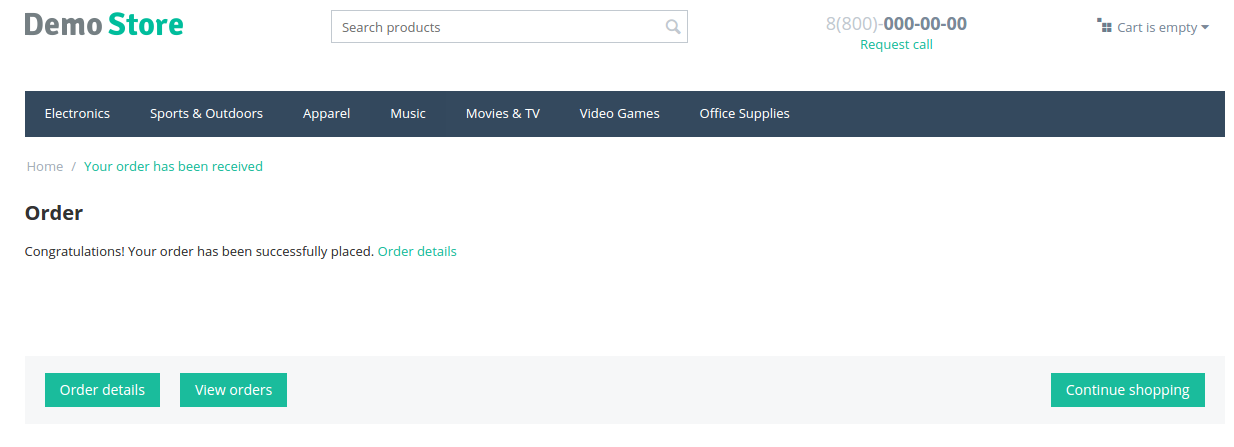 Demo Store
Search products
8(800)-000-00-00
Request call
Cart is empty
Electronics Sports & Outdoors Apparel Music Movies & TV Video Games Office Supplies
Home / Your order has been received
Order
Congratulations! Your order has been successfully placed. Order details
Order details View orders Continue shopping